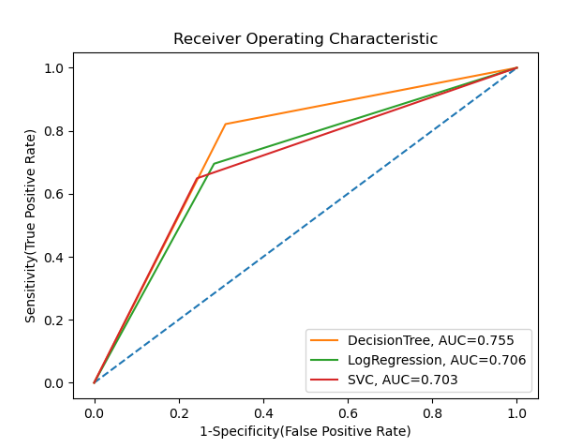 Receiver Operating Characteristic
1.0
0.8
0.6
0.4
0.2
0.0
Sensitivity(True Positive Rate)
DecisionTree, AUC=0.755
LogRegression, AUC=0.706
SVC, AUC=0.703
0.0 0.2 0.4 0.6 0.8 1.0
1-Specificity(False Positive Rate)